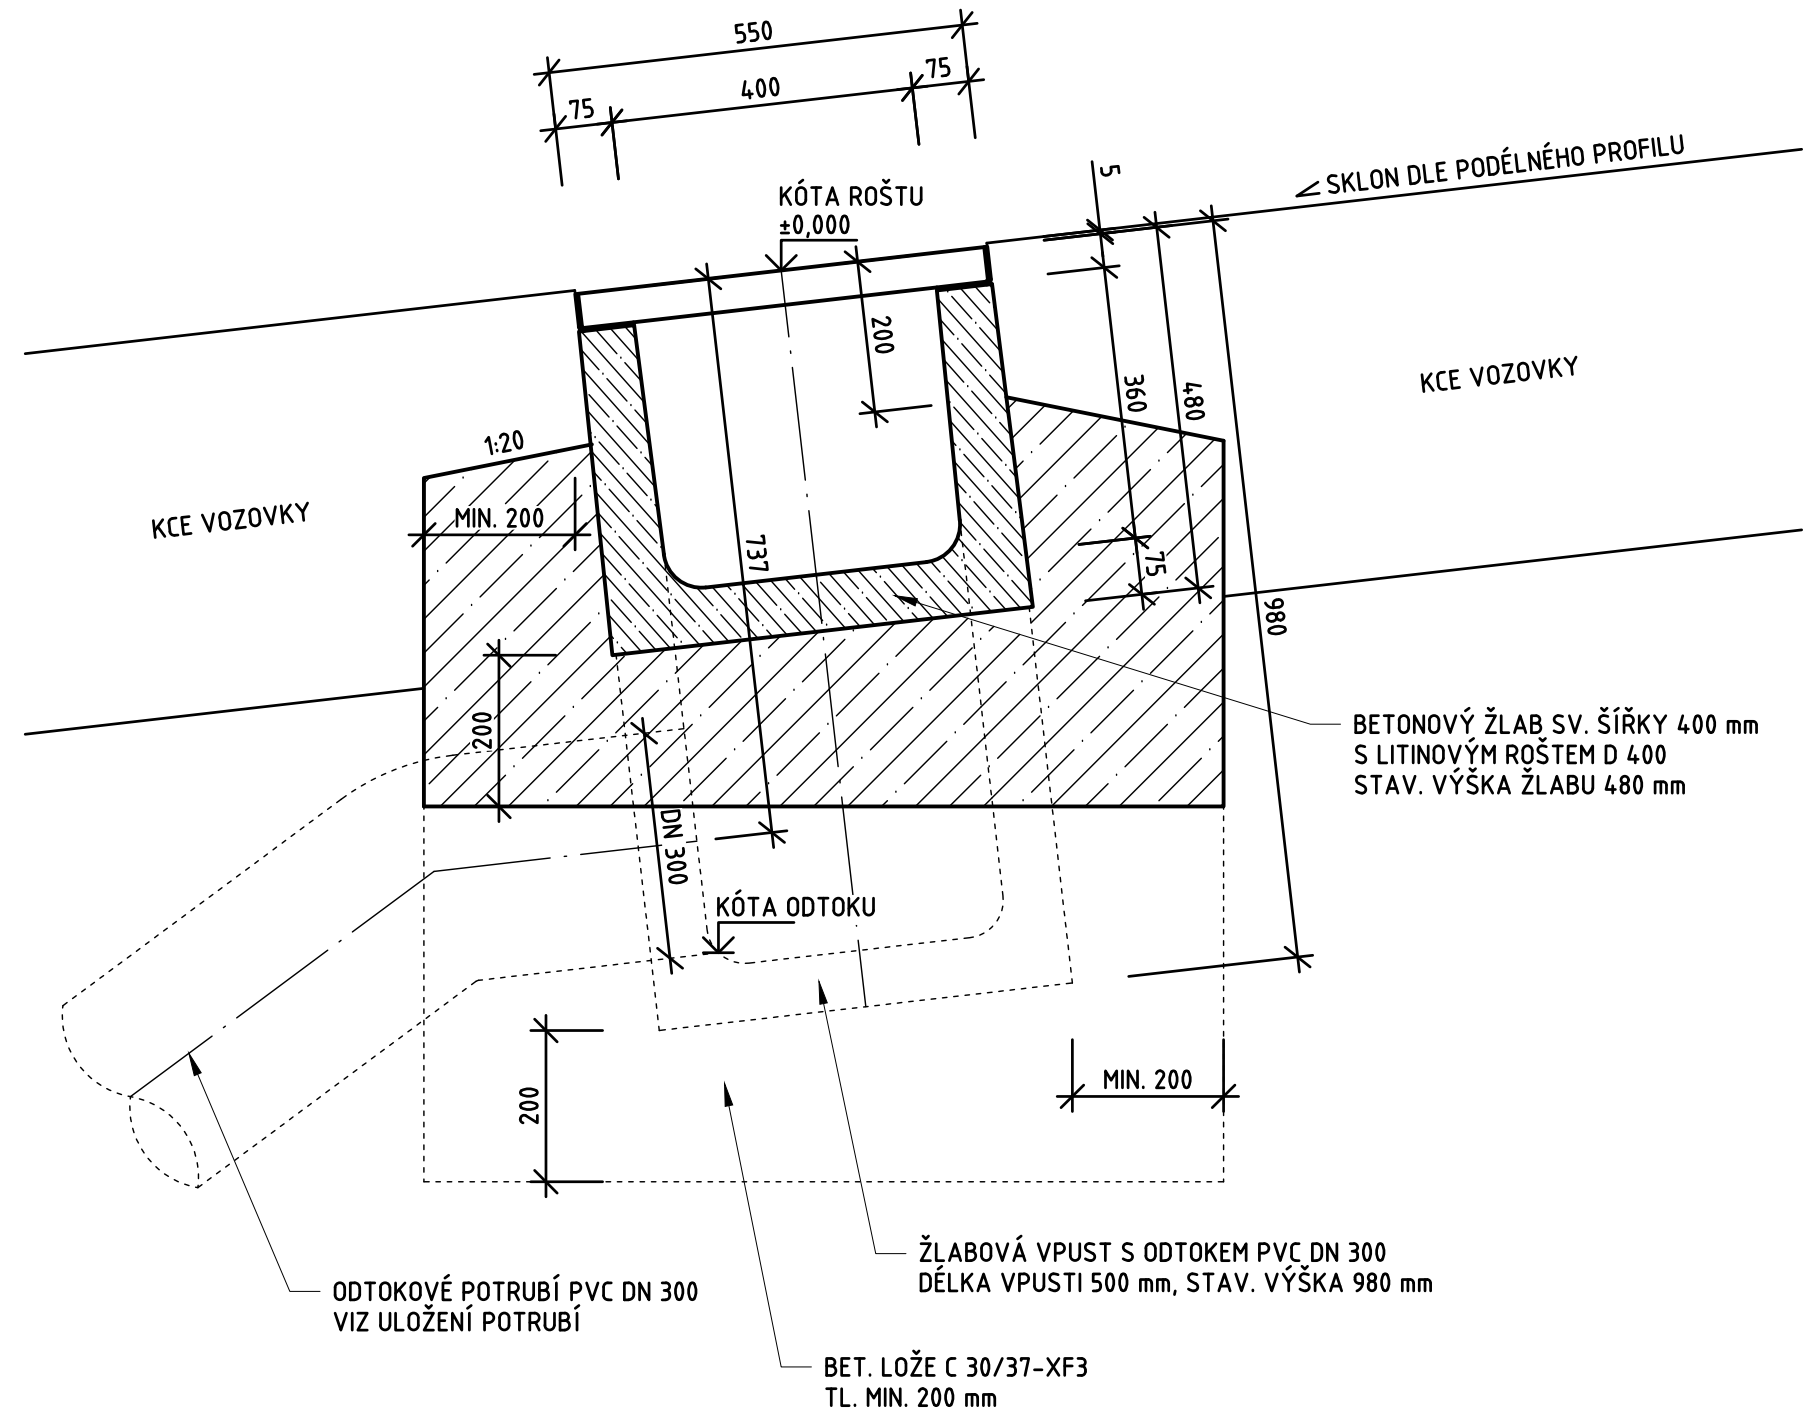 550
75
400
75
KÓTA ROŠTU
±0,000
5
SKLON DLE PODÉLNÉHO PROFILU
200
360
480
KCE VOZOVKY
1:20
KCE VOZOVKY
MIN. 200
737
75
980
200
BETONOVÝ ŽLAB SV. ŠÍŘKY 400 mm
S LITINOVÝM ROŠTEM D 400
STAV. VÝŠKA ŽLABU 480 mm
DN 300
KÓTA ODTOKU
MIN. 200
200
ŽLABOVÁ VPUST S ODTOKEM PVC DN 300
DÉLKA VPUSTI 500 mm, STAV. VÝŠKA 980 mm
ODTOKOVÉ POTRUBÍ PVC DN 300
VIZ ULOŽENÍ POTRUBÍ
BET. LOŽE C 30/37-XF3
TL. MIN. 200 mm